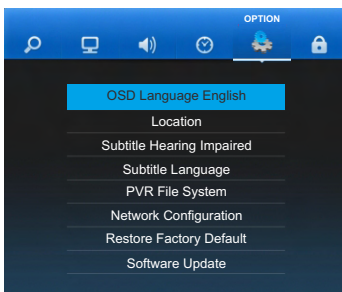 OPTION
OSD Language English
Location
Subtitle Hearing Impaired
Subtitle Language
PVR File System
Network Configuration
Restore Factory Default
Software Update